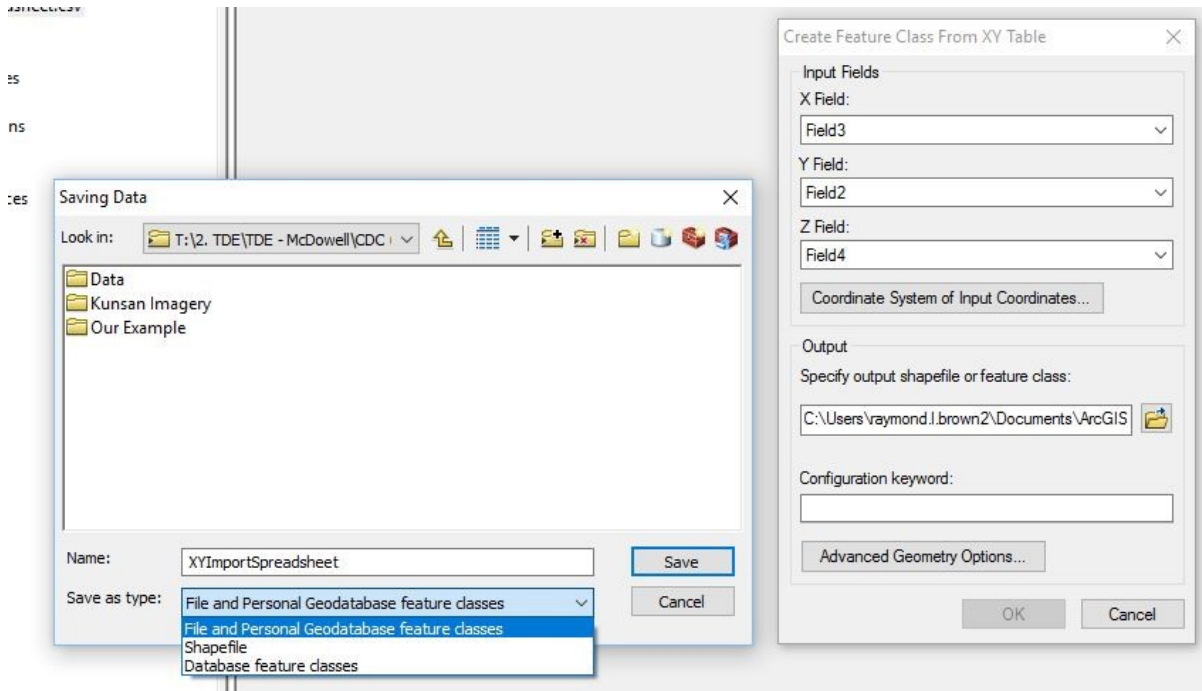 es
ns
ces
Create Feature Class From XY Table
Input Fields
X Field:
Field3
Y Field:
Field2
Z Field:
Field4
Coordinate System of Input Coordinates...
Output
Specify output shapefile or feature class:
C:\Users\raymond.l.brown2\Documents\ArcGIS
Configuration keyword:
Advanced Geometry Options...
OK
Cancel
Saving Data
Look in:
T:\2. TDE\TDE - McDowell\CDC
Data
Kunsan Imagery
Our Example
Name:
XYImportSpreadsheet
Save
Save as type:
File and Personal Geodatabase feature classes
Cancel
File and Personal Geodatabase feature classes
Shapefile
Database feature classes